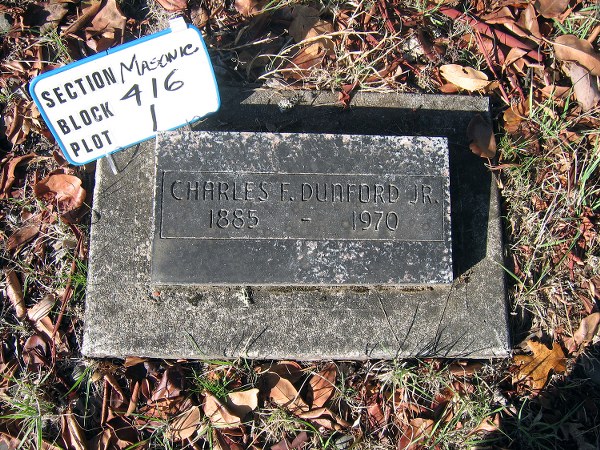 SECTION MASONIC
BLOCK 416
PLOT 1
CHARLES F. DUNFORD JR.
1885 - 1970